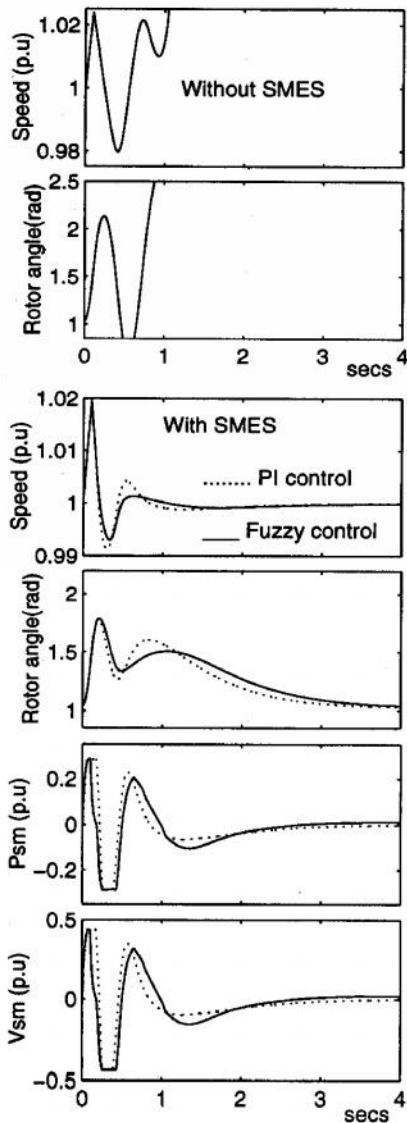 Speed (p.u)
1.02
1
0.98
Without SMES
Rotor angle(rad)
2.5
2
1.5
1
0
1
2
3
4
secs
Speed (p.u)
1.02
1.01
1.00
0.99
With SMES
PI control
Fuzzy control
Rotor angle(rad)
2
1.5
1
Psm (p.u)
0.2
0
−0.2
Vsm (p.u)
0.5
0
−0.5
0
1
2
3
4
secs